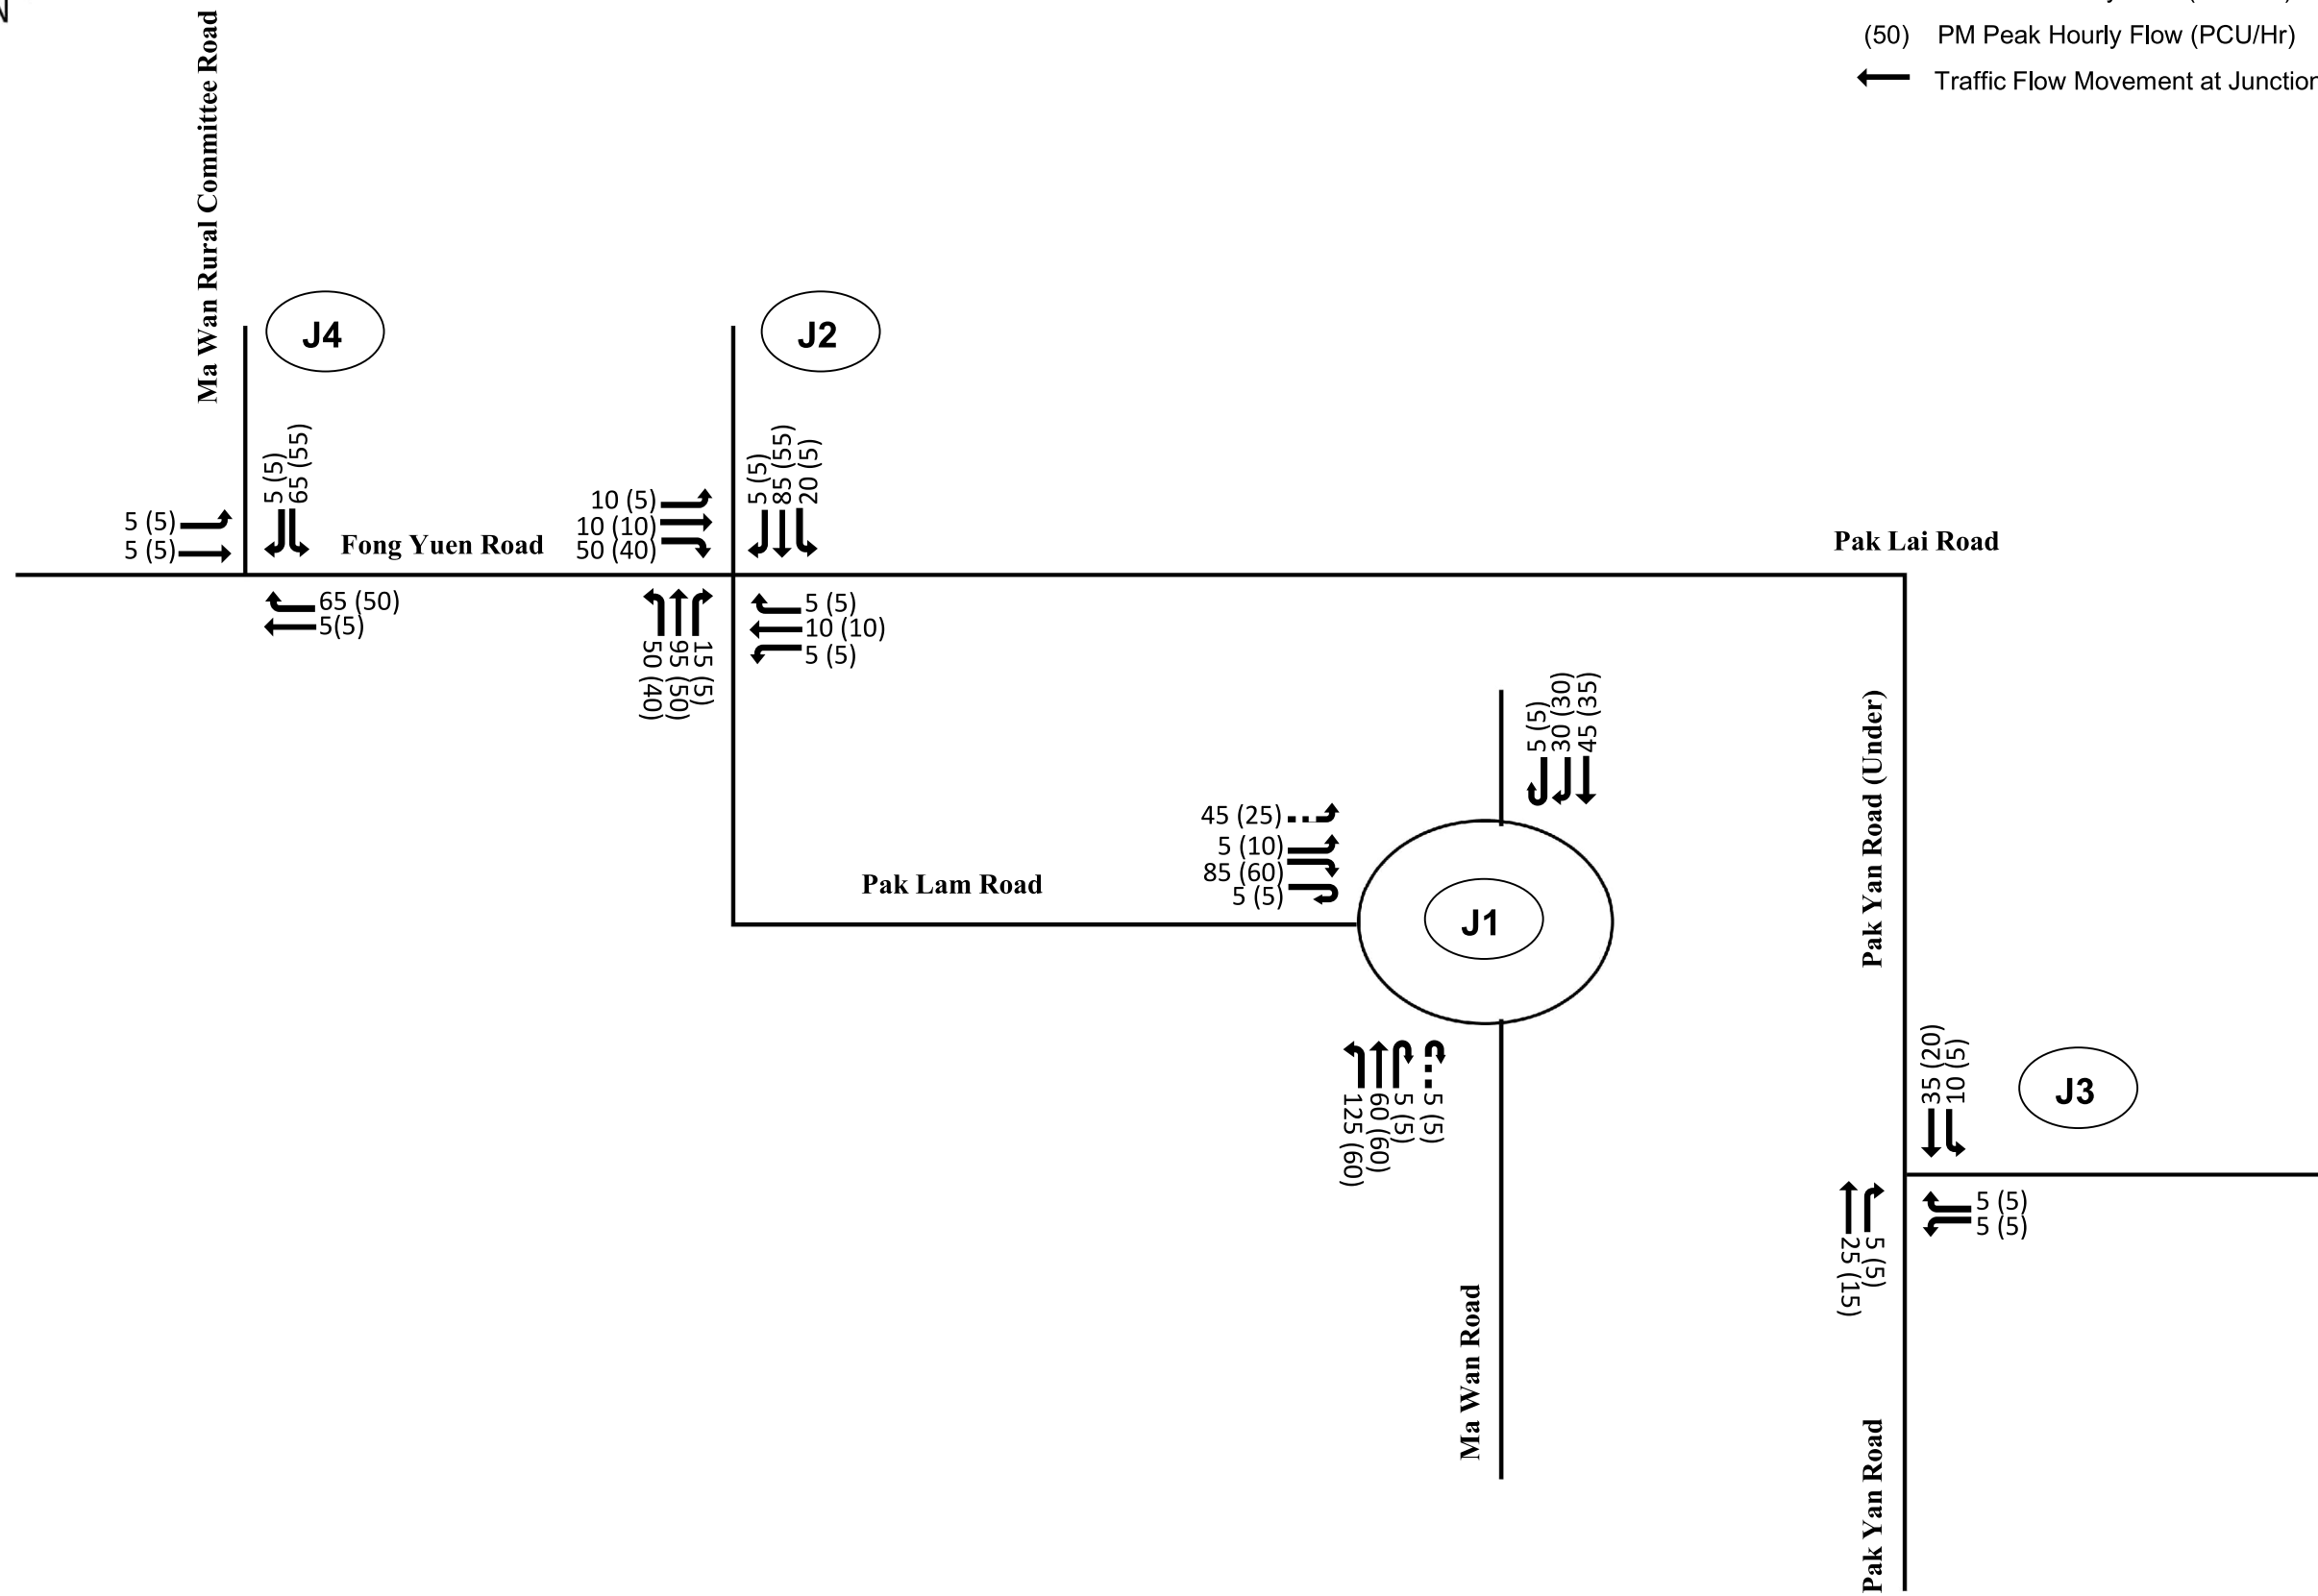 N
(50) PM Peak Hourly Flow (PCU/Hr)
Traffic Flow Movement at Junction
Ma Wan Rural Committee Road
J4
J2
5 (5)
65 (55)
5 (5)
85 (55)
20 (5)
10 (5)
10 (10)
50 (40)
5 (5)
5 (5)
Fong Yuen Road
Pak Lai Road
65 (50)
5(5)
50 (40)
95 (50)
15 (5)
5 (5)
10 (10)
5 (5)
5 (5)
30 (30)
45 (35)
Pak Yan Road (Under)
45 (25)
5 (10)
85 (60)
5 (5)
Pak Lam Road
J1
125 (60)
60 (60)
5 (5)
5 (5)
35 (20)
10 (5)
J3
5 (5)
5 (5)
25 (15)
5 (5)
Ma Wan Road
Pak Yan Road